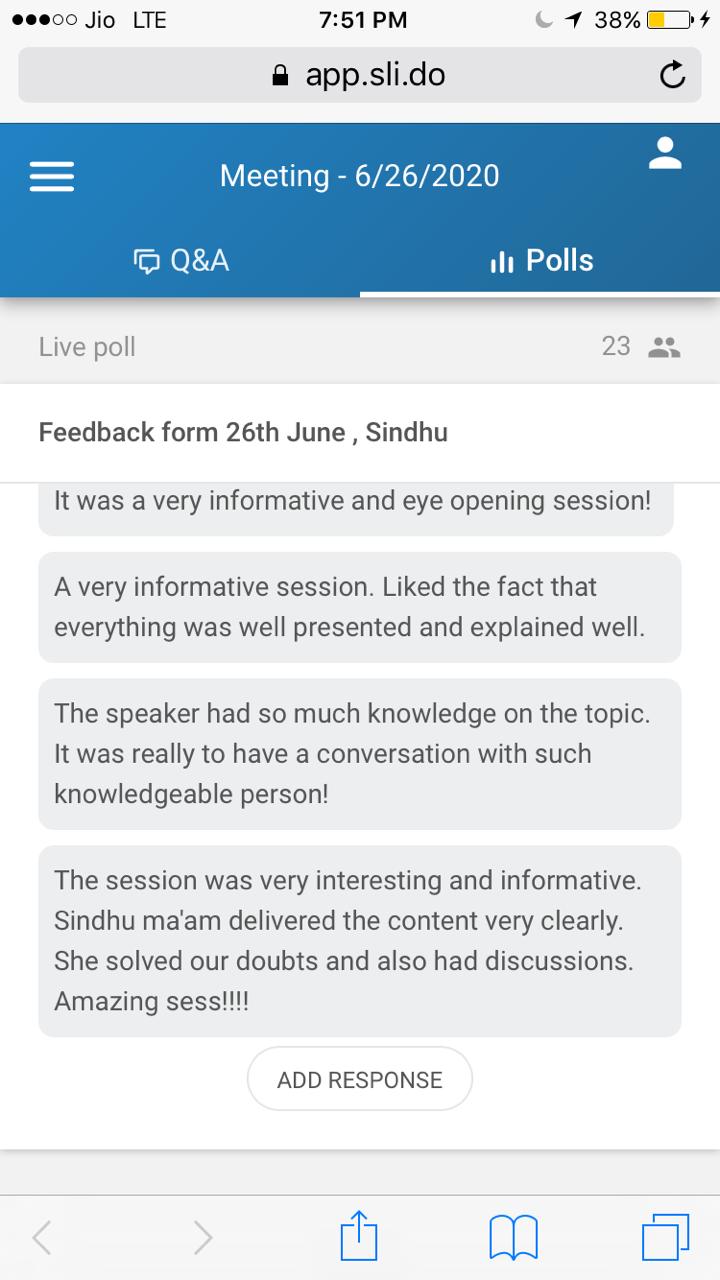 Jio LTE 7:51 PM 38%
app.sli.do
Meeting - 6/26/2020
Q&A Polls
Live poll 23
Feedback form 26th June , Sindhu
It was a very informative and eye opening session!
A very informative session. Liked the fact that
everything was well presented and explained well.
The speaker had so much knowledge on the topic.
It was really to have a conversation with such
knowledgeable person!
The session was very interesting and informative.
Sindhu ma'am delivered the content very clearly.
She solved our doubts and also had discussions.
Amazing sess!!!!
ADD RESPONSE